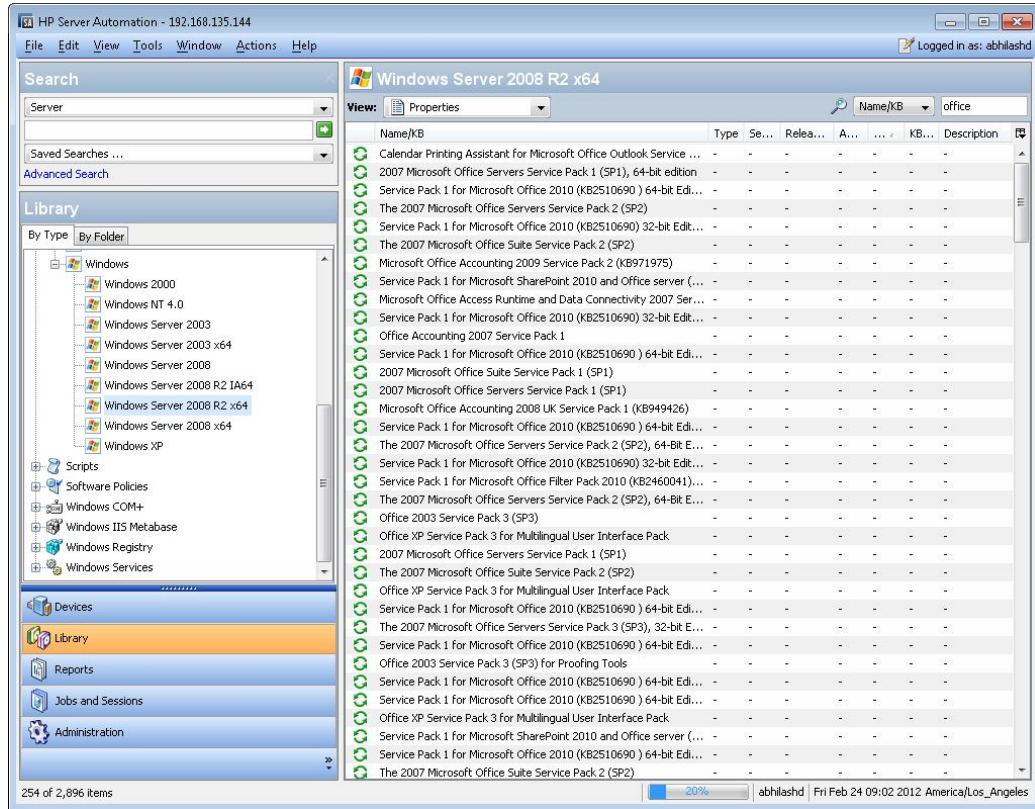 HP Server Automation - 192.168.135.144
File Edit View Tools Window Actions Help
Logged in as: abhilashd
Search
Server
Saved Searches ...
Advanced Search
Library
By Type By Folder
Windows
Windows 2000
Windows NT 4.0
Windows Server 2003
Windows Server 2003 x64
Windows Server 2008
Windows Server 2008 R2 IA64
Windows Server 2008 R2 x64
Windows Server 2008 x64
Windows XP
Scripts
Software Policies
Windows COM+
Windows IIS Metabase
Windows Registry
Windows Services
Devices
Library
Reports
Jobs and Sessions
Administration
Windows Server 2008 R2 x64
View: Properties Name/KB office
Name/KB Type Se... Relea... A... ... KB... Description
Calendar Printing Assistant for Microsoft Office Outlook Service ... - - - - - - -
2007 Microsoft Office Servers Service Pack 1 (SP1), 64-bit edition - - - - - - -
Service Pack 1 for Microsoft Office 2010 (KB2510690 ) 64-bit Edi... - - - - - - -
The 2007 Microsoft Office Servers Service Pack 2 (SP2) - - - - - - -
Service Pack 1 for Microsoft Office 2010 (KB2510690) 32-bit Edit... - - - - - - -
The 2007 Microsoft Office Suite Service Pack 2 (SP2) - - - - - - -
Microsoft Office Accounting 2009 Service Pack 2 (KB971975) - - - - - - -
Service Pack 1 for Microsoft SharePoint 2010 and Office server (... - - - - - - -
Microsoft Office Access Runtime and Data Connectivity 2007 Ser... - - - - - - -
Service Pack 1 for Microsoft Office 2010 (KB2510690) 32-bit Edit... - - - - - - -
Office Accounting 2007 Service Pack 1 - - - - - - -
Service Pack 1 for Microsoft Office 2010 (KB2510690 ) 64-bit Edi... - - - - - - -
2007 Microsoft Office Suite Service Pack 1 (SP1) - - - - - - -
2007 Microsoft Office Servers Service Pack 1 (SP1) - - - - - - -
Microsoft Office Accounting 2008 UK Service Pack 1 (KB949426) - - - - - - -
Service Pack 1 for Microsoft Office 2010 (KB2510690 ) 64-bit Edi... - - - - - - -
The 2007 Microsoft Office Servers Service Pack 2 (SP2), 64-Bit E... - - - - - - -
Service Pack 1 for Microsoft Office 2010 (KB2510690) 32-bit Edit... - - - - - - -
Service Pack 1 for Microsoft Office Filter Pack 2010 (KB2460041)... - - - - - - -
The 2007 Microsoft Office Servers Service Pack 2 (SP2), 64-Bit E... - - - - - - -
Office 2003 Service Pack 3 (SP3) - - - - - - -
Office XP Service Pack 3 for Multilingual User Interface Pack - - - - - - -
2007 Microsoft Office Servers Service Pack 1 (SP1) - - - - - - -
The 2007 Microsoft Office Suite Service Pack 2 (SP2) - - - - - - -
Office XP Service Pack 3 for Multilingual User Interface Pack - - - - - - -
Service Pack 1 for Microsoft Office 2010 (KB2510690 ) 64-bit Edi... - - - - - - -
The 2007 Microsoft Office Servers Service Pack 3 (SP3), 32-bit E... - - - - - - -
Service Pack 1 for Microsoft Office 2010 (KB2510690 ) 64-bit Edi... - - - - - - -
Office 2003 Service Pack 3 (SP3) for Proofing Tools - - - - - - -
Service Pack 1 for Microsoft Office 2010 (KB2510690 ) 64-bit Edi... - - - - - - -
Service Pack 1 for Microsoft Office 2010 (KB2510690 ) 64-bit Edi... - - - - - - -
Office XP Service Pack 3 for Multilingual User Interface Pack - - - - - - -
Service Pack 1 for Microsoft SharePoint 2010 and Office server (... - - - - - - -
Service Pack 1 for Microsoft Office 2010 (KB2510690 ) 64-bit Edi... - - - - - - -
The 2007 Microsoft Office Suite Service Pack 2 (SP2) - - - - - - -
254 of 2,896 items 20% abhilashd Fri Feb 24 09:02 2012 America/Los_Angeles